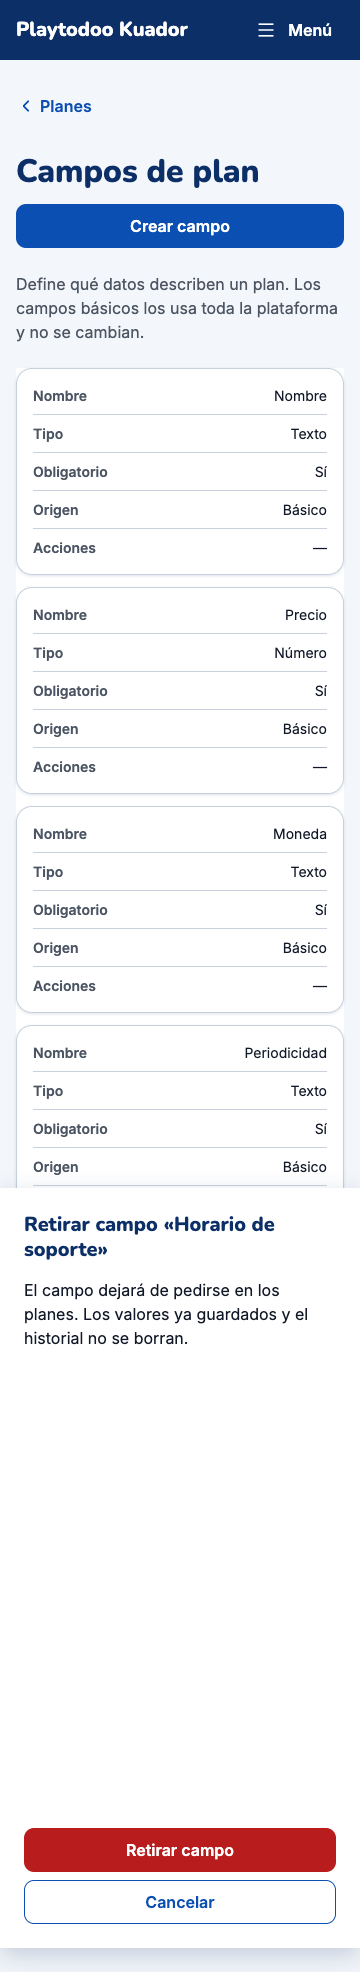 Playtodoo Kuador
Menú
Planes
Campos de plan
Crear campo
Define qué datos describen un plan. Los
campos básicos los usa toda la plataforma
y no se cambian.
Nombre Nombre
Tipo Texto
Obligatorio Sí
Origen Básico
Acciones —
Nombre Precio
Tipo Número
Obligatorio Sí
Origen Básico
Acciones —
Nombre Moneda
Tipo Texto
Obligatorio Sí
Origen Básico
Acciones —
Nombre Periodicidad
Tipo Texto
Obligatorio Sí
Origen Básico
Retirar campo «Horario de
soporte»
El campo dejará de pedirse en los
planes. Los valores ya guardados y el
historial no se borran.
Retirar campo
Cancelar